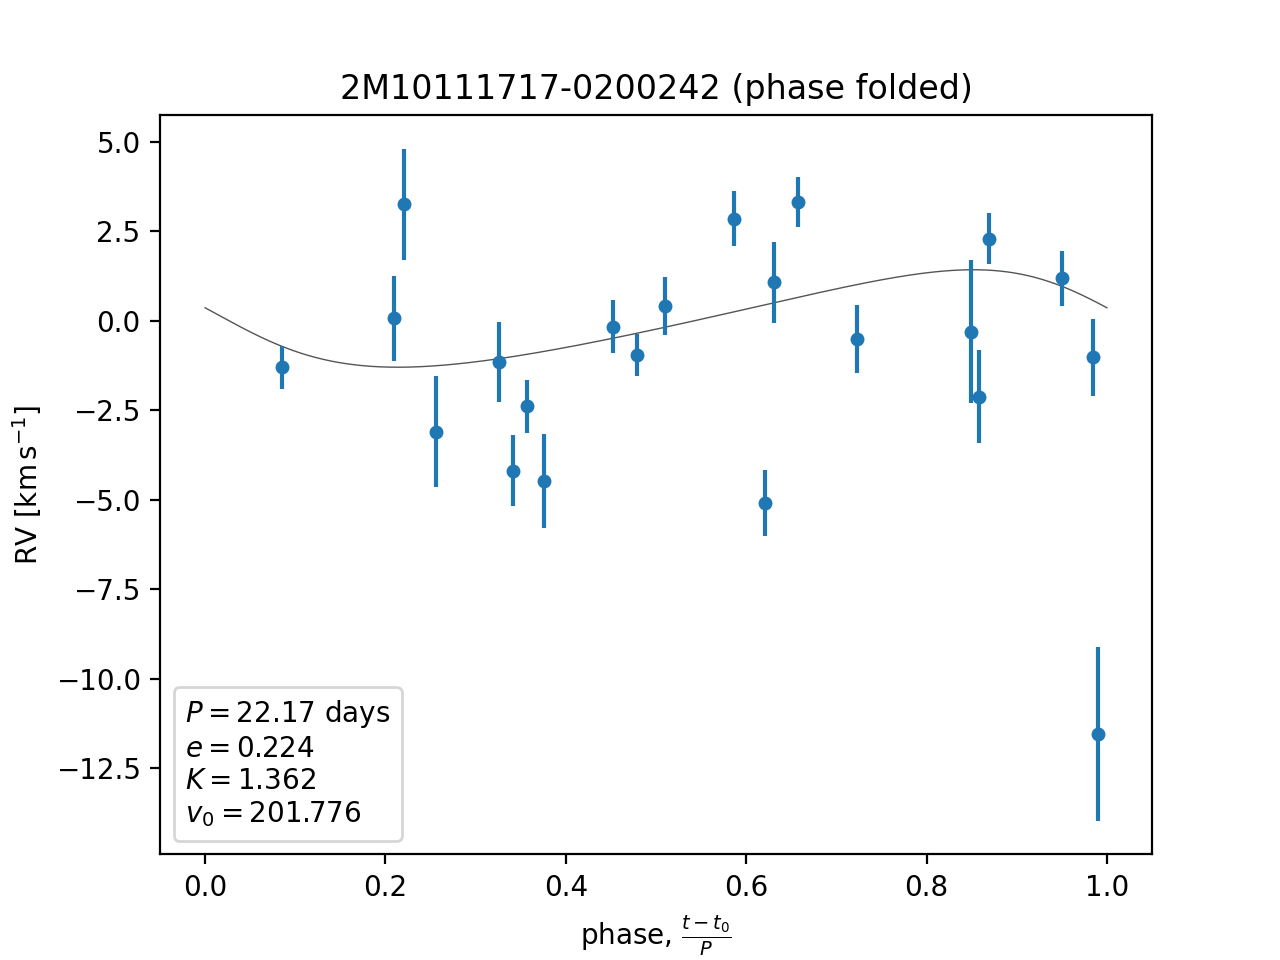 2M10111717-0200242 (phase folded)
RV [km s⁻¹]
5.0
2.5
0.0
−2.5
−5.0
−7.5
−10.0
−12.5
P = 22.17 days
e = 0.224
K = 1.362
v₀ = 201.776
0.0 0.2 0.4 0.6 0.8 1.0
phase, (t − t₀)/P